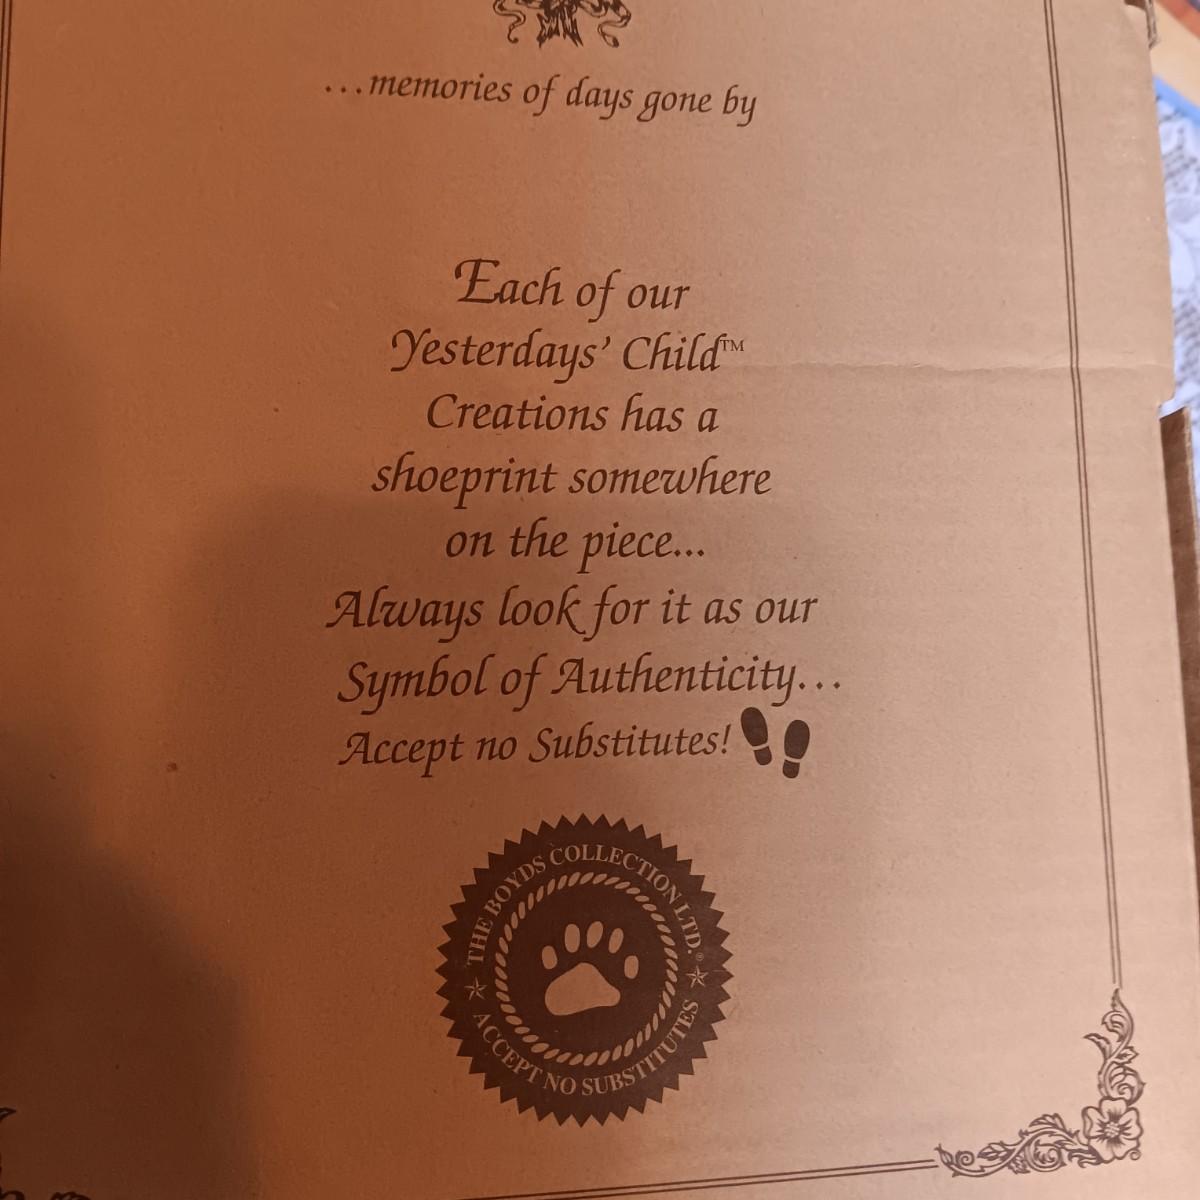 ...memories of days gone by
Each of our
Yesterdays' Child™
Creations has a
shoeprint somewhere
on the piece...
Always look for it as our
Symbol of Authenticity...
Accept no Substitutes!
THE BOYDS COLLECTION LTD.®
ACCEPT NO SUBSTITUTES